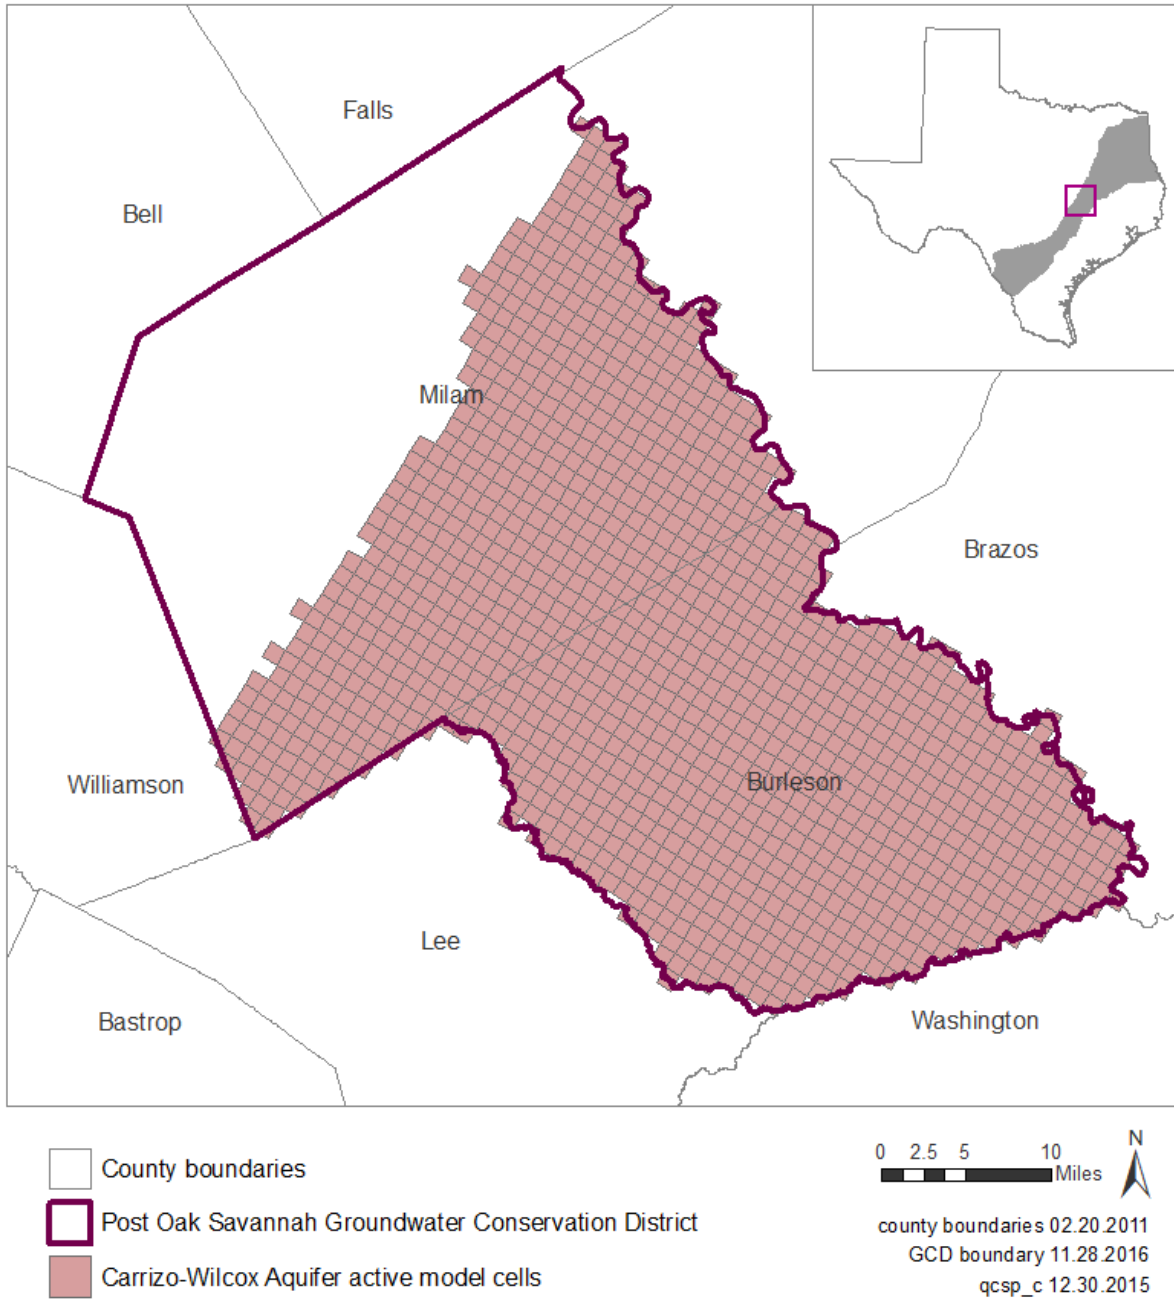 Falls
Bell
Milam
Brazos
Williamson
Burleson
Lee
Bastrop
Washington
County boundaries
Post Oak Savannah Groundwater Conservation District
Carrizo-Wilcox Aquifer active model cells
0 2.5 5 10
Miles
N
county boundaries 02.20.2011
GCD boundary 11.28.2016
qcsp_c 12.30.2015